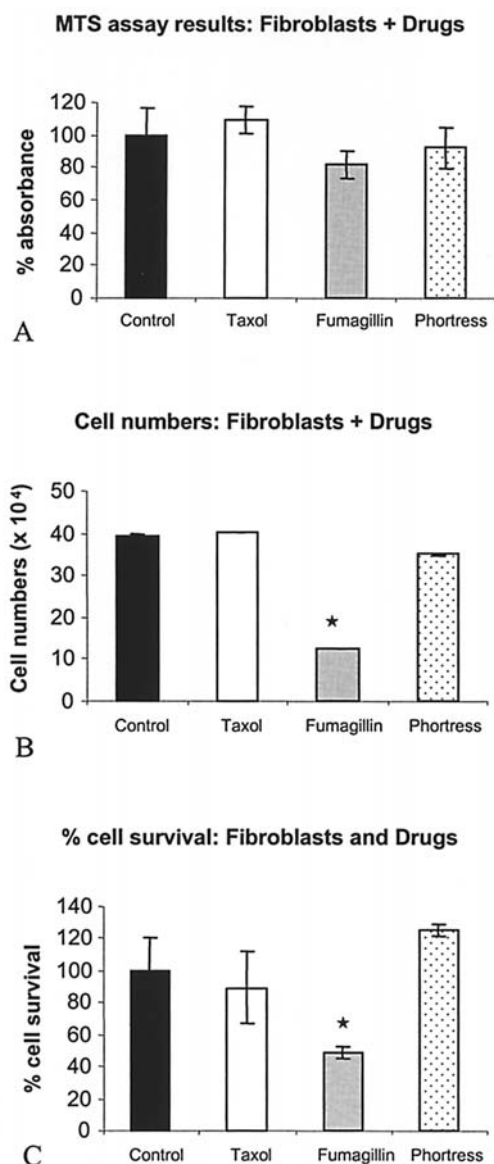 MTS assay results: Fibroblasts + Drugs
120
100
80
60
40
20
0
% absorbance
Control Taxol Fumagillin Phortress
A
Cell numbers: Fibroblasts + Drugs
50
40
30
20
10
0
Cell numbers (x 10⁴)
★
Control Taxol Fumagillin Phortress
B
% cell survival: Fibroblasts and Drugs
140
120
100
80
60
40
20
0
% cell survival
★
Control Taxol Fumagillin Phortress
C